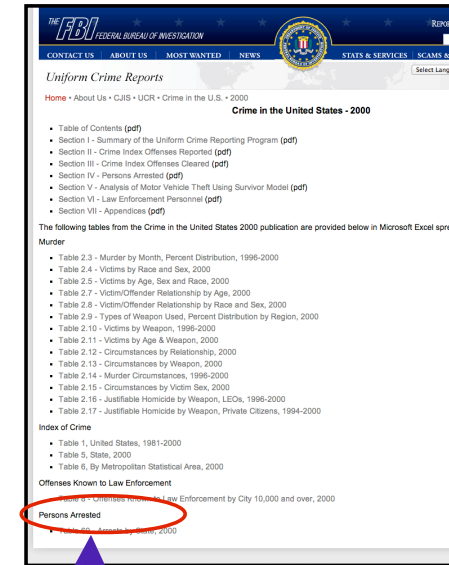 THE FBI FEDERAL BUREAU OF INVESTIGATION
CONTACT US ABOUT US MOST WANTED NEWS STATS & SERVICES SCAMS &
Uniform Crime Reports
Home • About Us • CJIS • UCR • Crime in the U.S. • 2000
Crime in the United States - 2000
▪ Table of Contents (pdf)
▪ Section I - Summary of the Uniform Crime Reporting Program (pdf)
▪ Section II - Crime Index Offenses Reported (pdf)
▪ Section III - Crime Index Offenses Cleared (pdf)
▪ Section IV - Persons Arrested (pdf)
▪ Section V - Analysis of Motor Vehicle Theft Using Survivor Model (pdf)
▪ Section VI - Law Enforcement Personnel (pdf)
▪ Section VII - Appendices (pdf)
The following tables from the Crime in the United States 2000 publication are provided below in Microsoft Excel spre
Murder
▪ Table 2.3 - Murder by Month, Percent Distribution, 1996-2000
▪ Table 2.4 - Victims by Race and Sex, 2000
▪ Table 2.5 - Victims by Age, Sex and Race, 2000
▪ Table 2.7 - Victim/Offender Relationship by Age, 2000
▪ Table 2.8 - Victim/Offender Relationship by Race and Sex, 2000
▪ Table 2.9 - Types of Weapon Used, Percent Distribution by Region, 2000
▪ Table 2.10 - Victims by Weapon, 1996-2000
▪ Table 2.11 - Victims by Age & Weapon, 2000
▪ Table 2.12 - Circumstances by Relationship, 2000
▪ Table 2.13 - Circumstances by Weapon, 2000
▪ Table 2.14 - Murder Circumstances, 1996-2000
▪ Table 2.15 - Circumstances by Victim Sex, 2000
▪ Table 2.16 - Justifiable Homicide by Weapon, LEOs, 1996-2000
▪ Table 2.17 - Justifiable Homicide by Weapon, Private Citizens, 1994-2000
Index of Crime
▪ Table 1, United States, 1981-2000
▪ Table 5, State, 2000
▪ Table 6, By Metropolitan Statistical Area, 2000
Offenses Known to Law Enforcement
▪ Table 8 - Offenses Known to Law Enforcement by City 10,000 and over, 2000
Persons Arrested
▪ Table 69 - Arrests by State, 2000